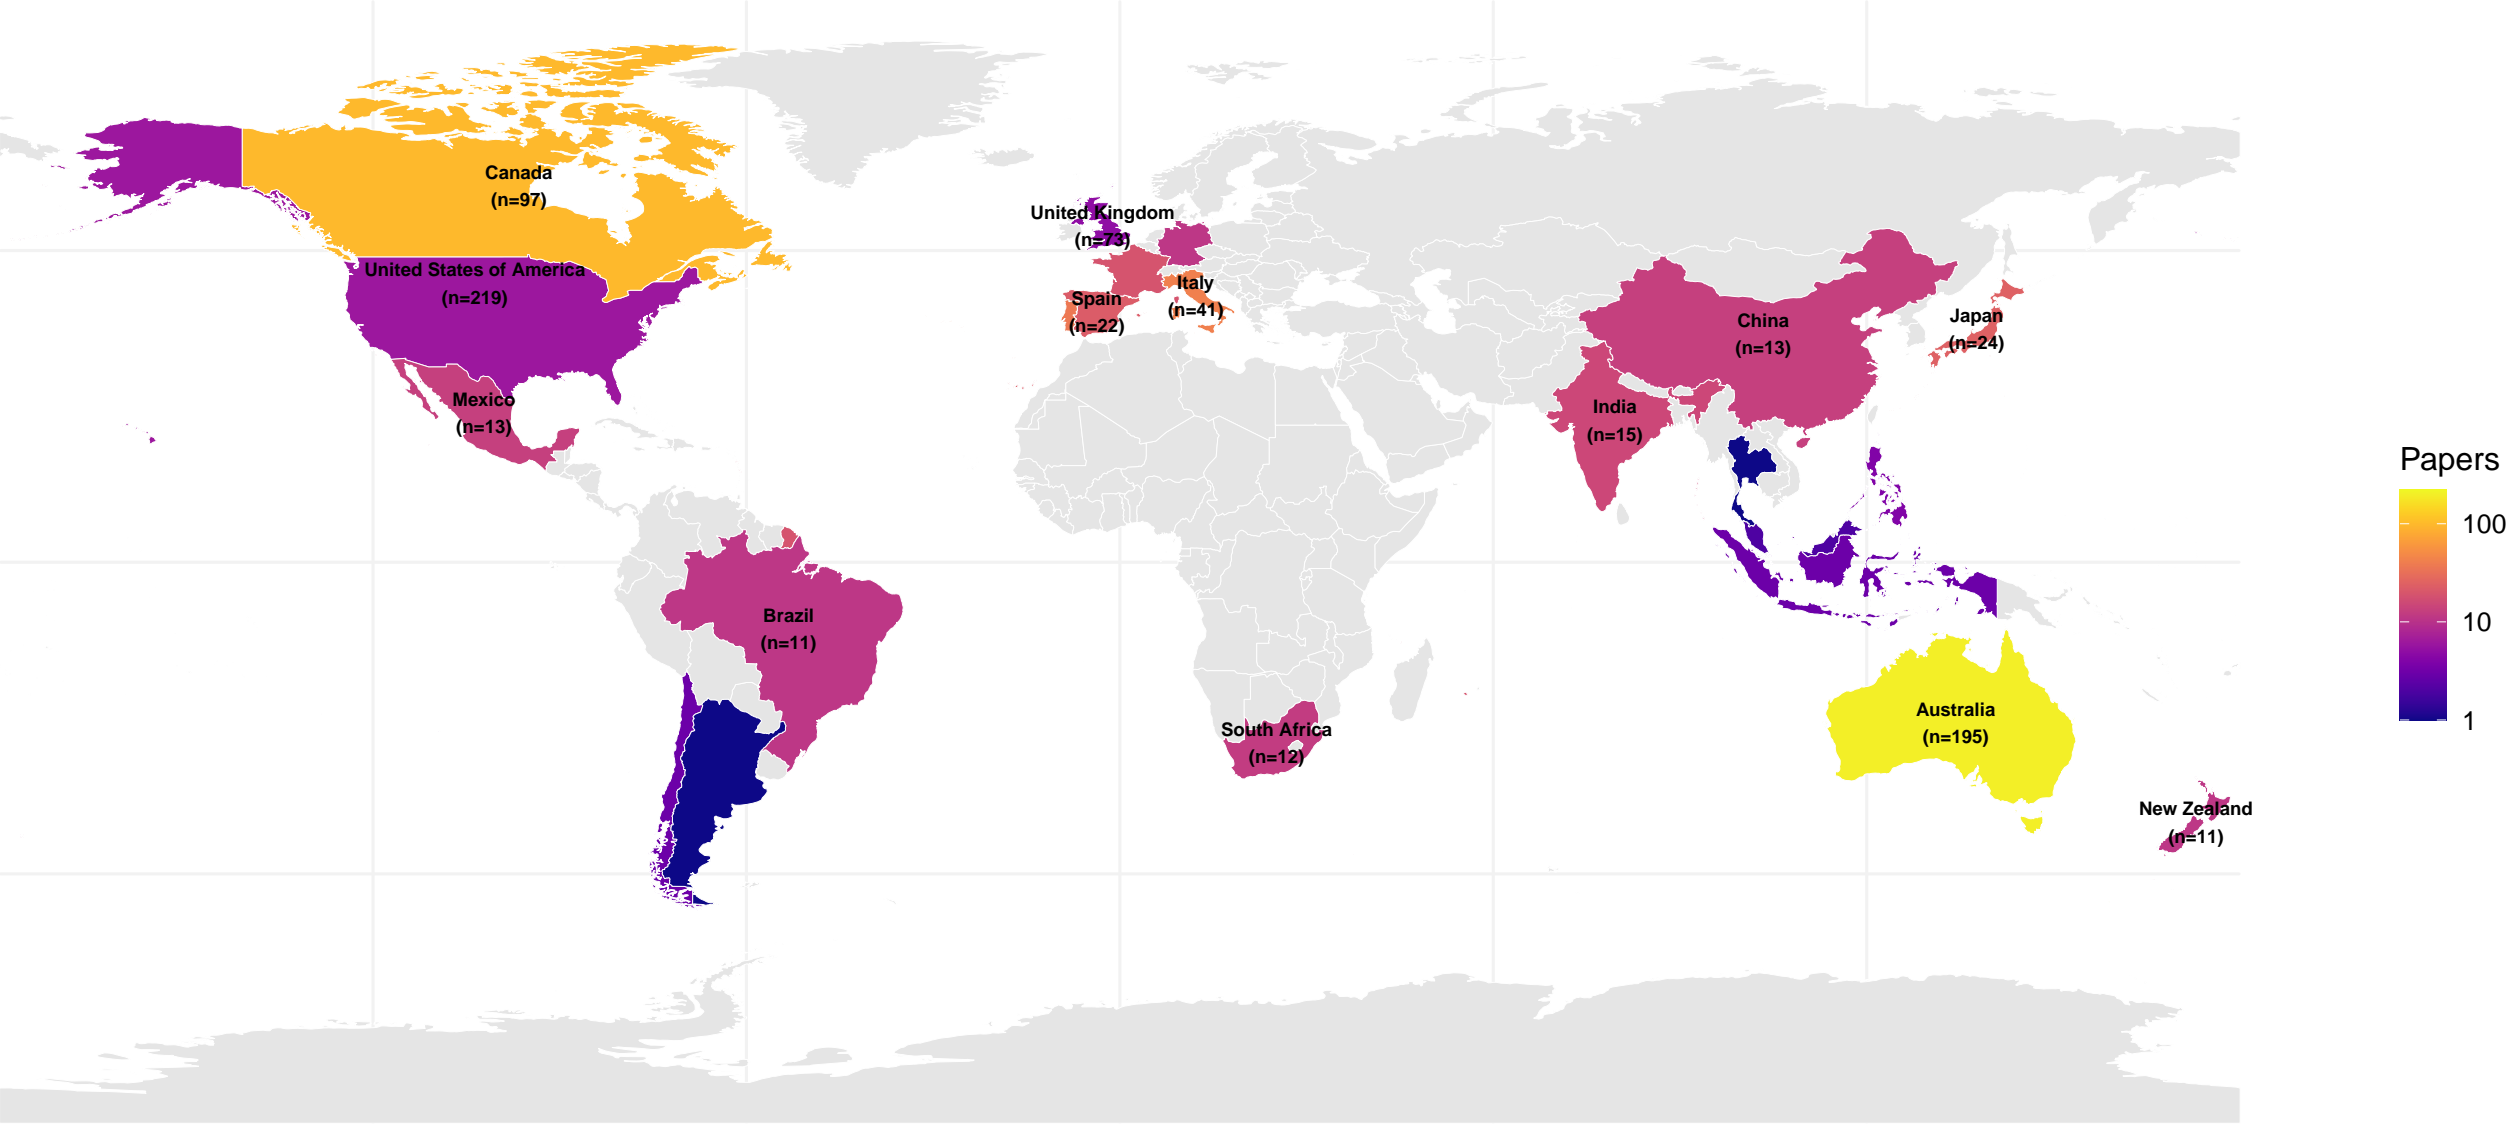 Canada
(n=97)
United Kingdom
(n=73)
United States of America
(n=219)
Italy
(n=41)
Spain
(n=22)
China
(n=13)
Japan
(n=24)
Mexico
(n=13)
India
(n=15)
Brazil
(n=11)
South Africa
(n=12)
Australia
(n=195)
New Zealand
(n=11)
Papers
100
10
1